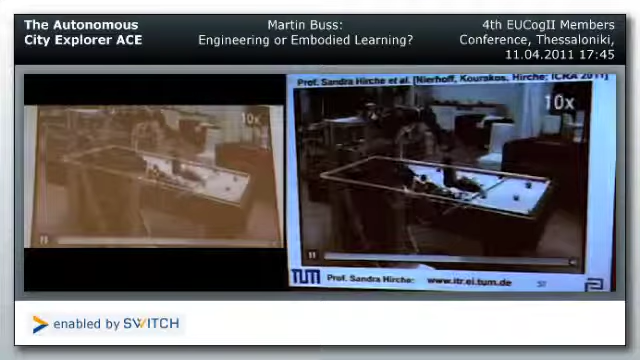 The Autonomous
City Explorer ACE
Martin Buss:
Engineering or Embodied Learning?
4th EUCogII Members
Conference, Thessaloniki,
11.04.2011 17:45
Prof. Sandra Hirche et al. [Nierhoff, Kourakos, Hirche; ICRA 2011]
10x
10x
TUM Prof. Sandra Hirche: www.itr.ei.tum.de
enabled by SWITCH